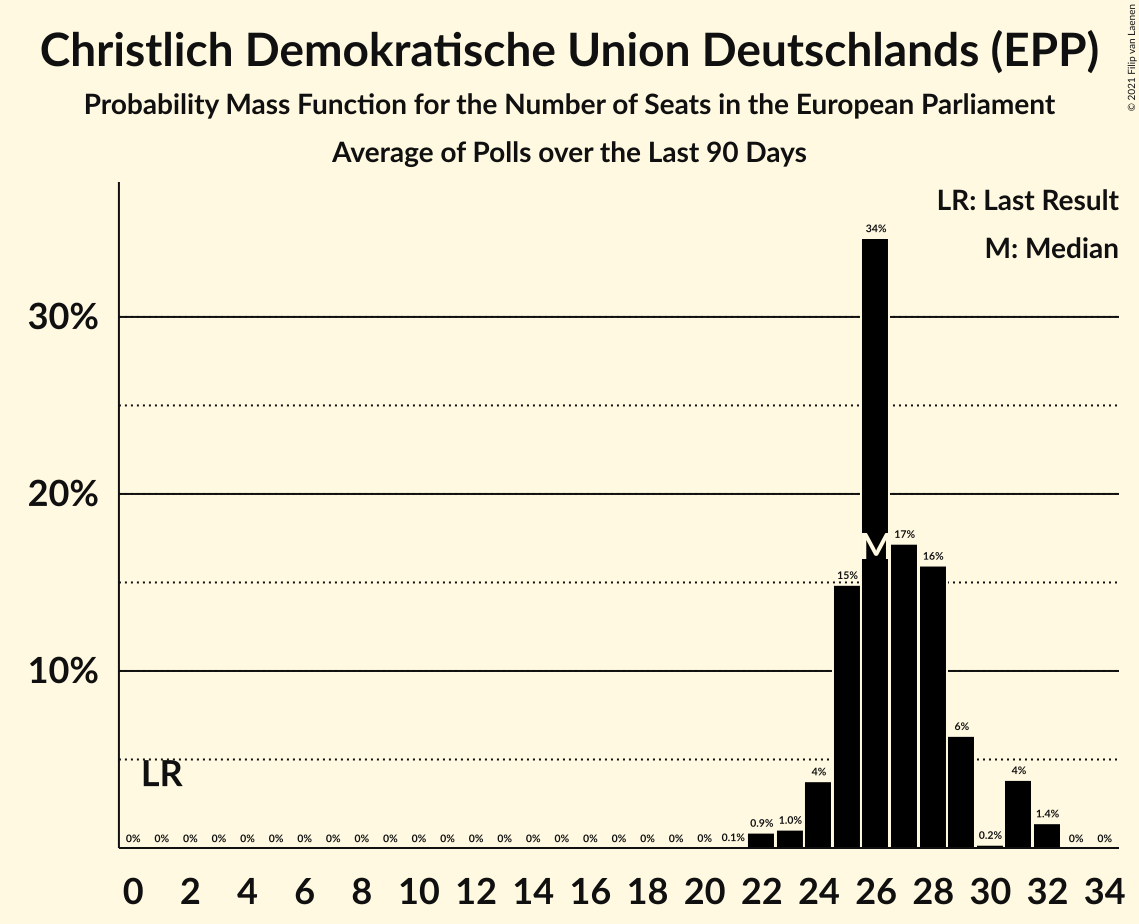 Christlich Demokratische Union Deutschlands (EPP)
Probability Mass Function for the Number of Seats in the European Parliament
Average of Polls over the Last 90 Days
© 2021 Filip van Laenen
LR: Last Result
M: Median
34%
30%
20%
M
17%
16%
15%
10%
6%
LR
4%
4%
0% 0% 0% 0% 0% 0% 0% 0% 0% 0% 0% 0% 0% 0% 0% 0% 0% 0% 0% 0% 0% 0.1% 0.9% 1.0% 0.2% 1.4% 0% 0%
0 2 4 6 8 10 12 14 16 18 20 22 24 26 28 30 32 34